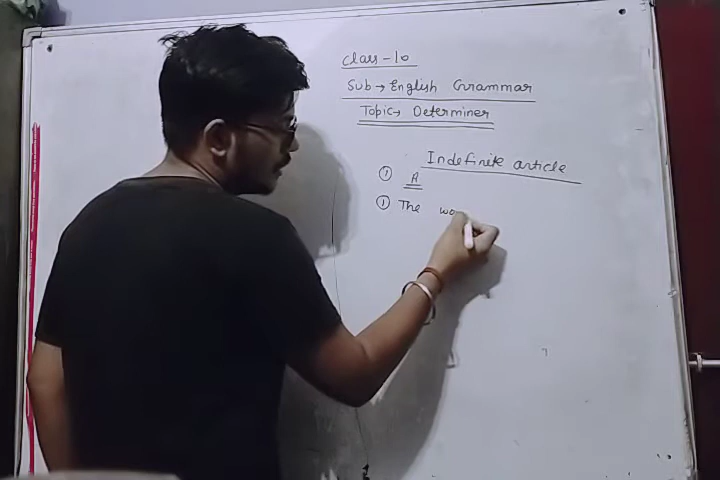 Class-10
Sub→English Grammar
Topic→ Determiner
Indefinite article
① A
① The wo